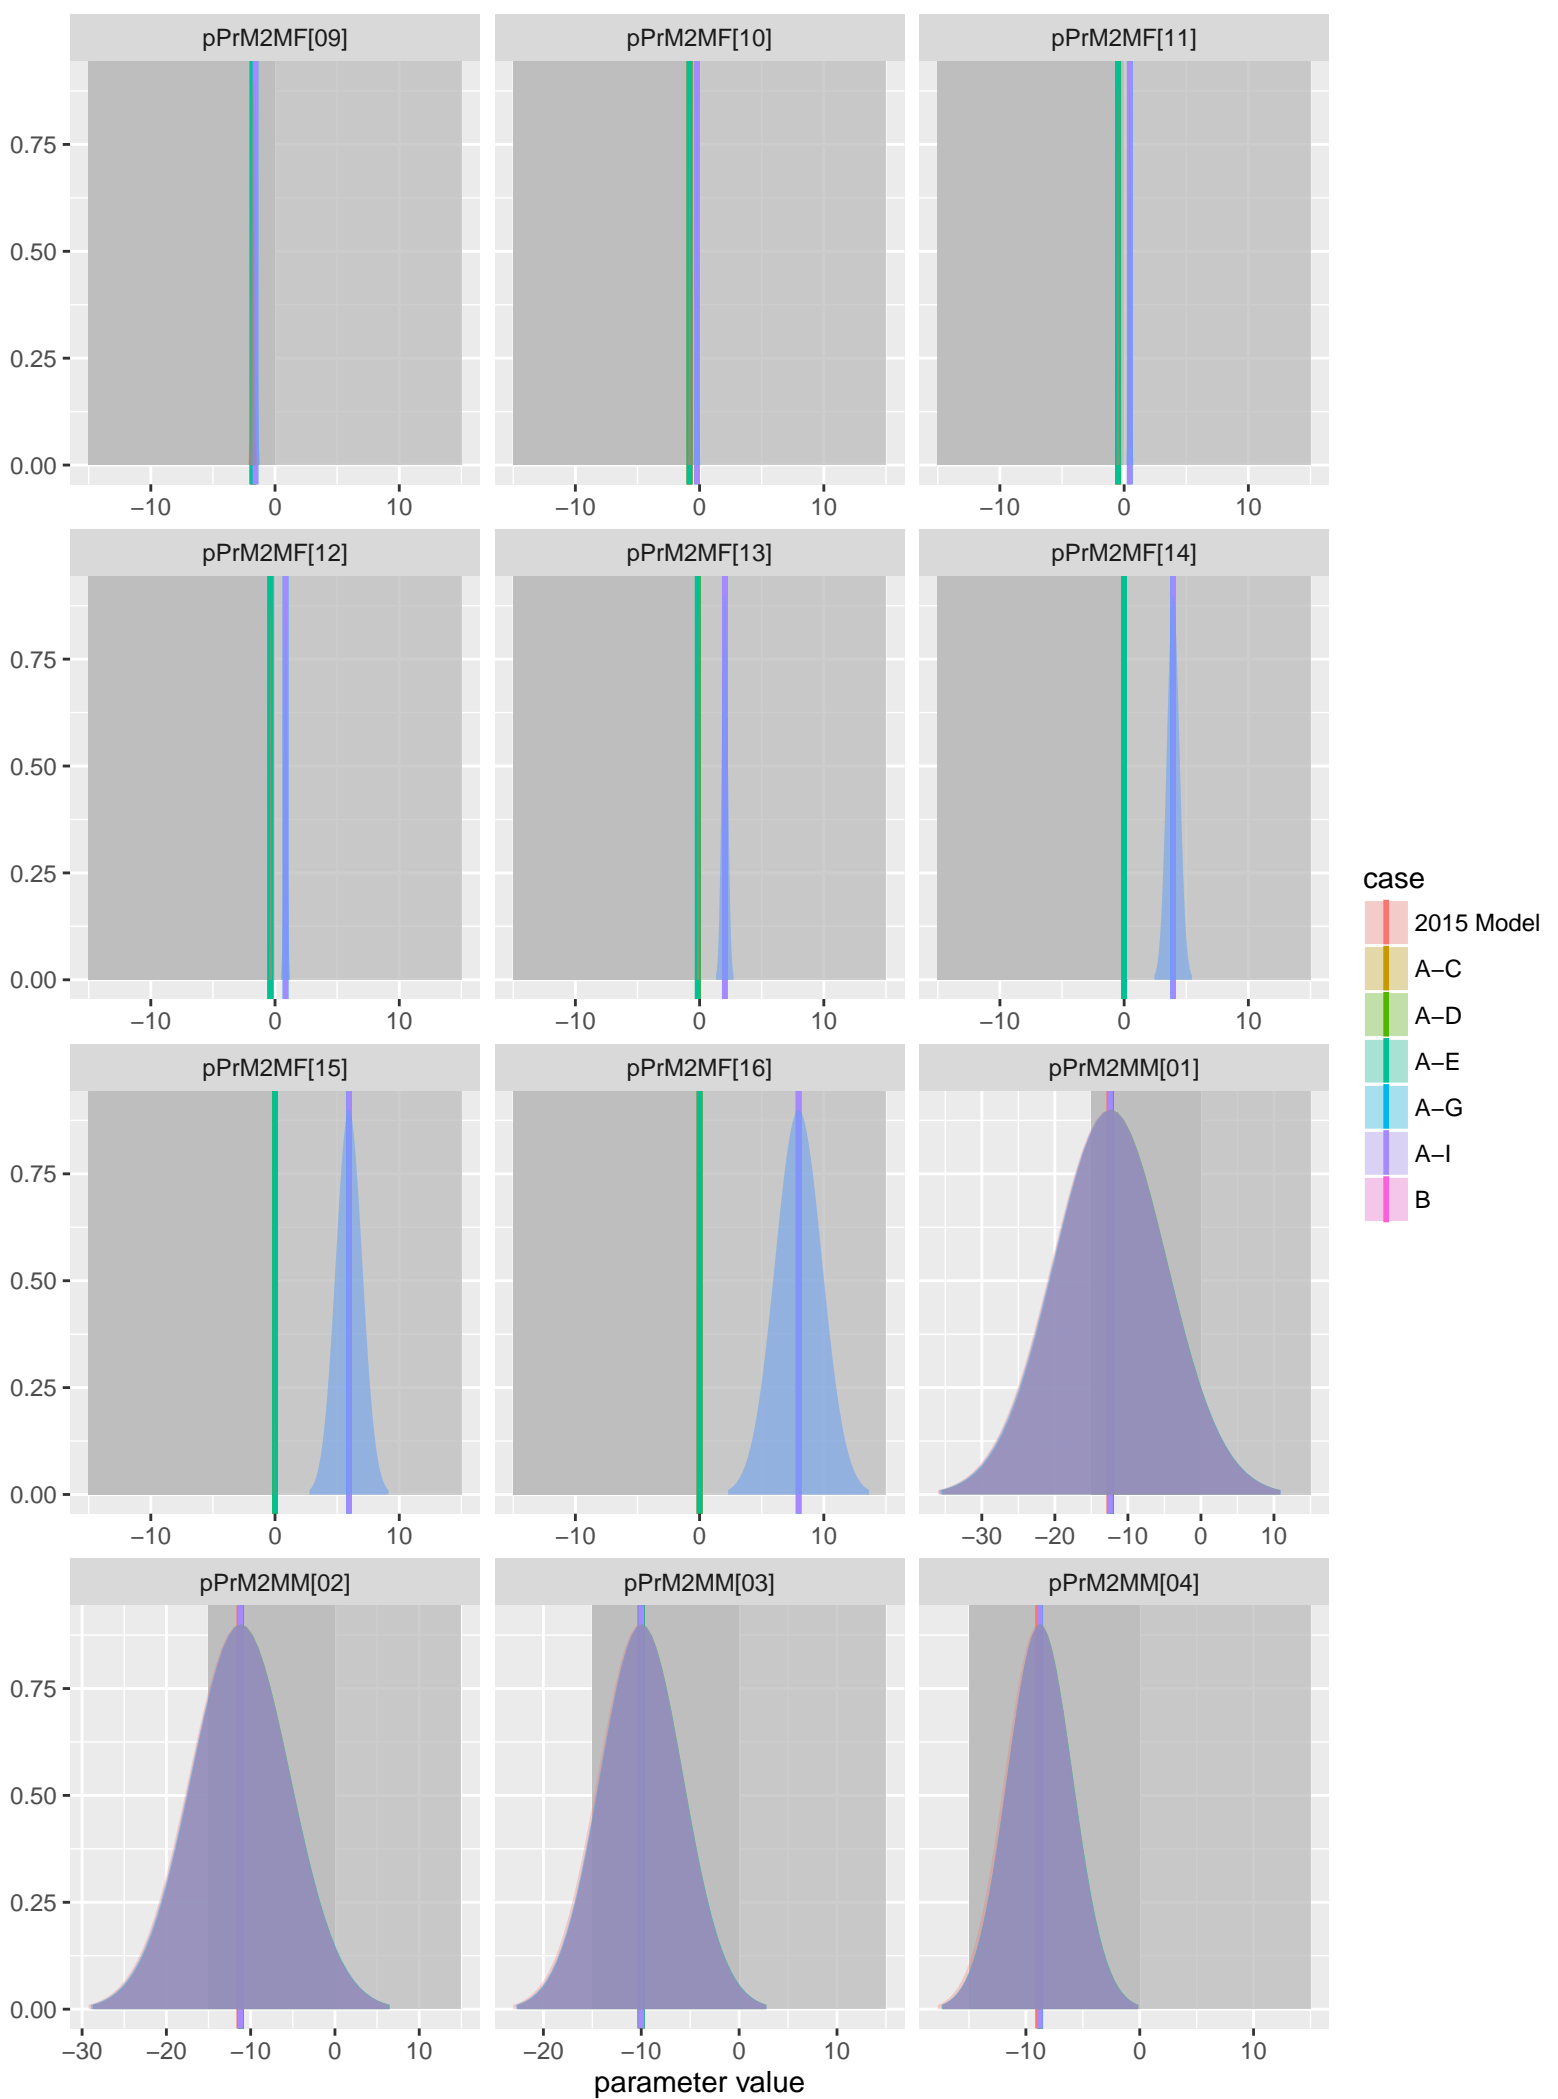 pPrM2MF[09] pPrM2MF[10] pPrM2MF[11]
0.75
0.50
0.25
0.00
−10 0 10 −10 0 10 −10 0 10
pPrM2MF[12] pPrM2MF[13] pPrM2MF[14]
0.75
0.50
0.25
0.00
−10 0 10 −10 0 10 −10 0 10
pPrM2MF[15] pPrM2MF[16] pPrM2MM[01]
0.75
0.50
0.25
0.00
−10 0 10 −10 0 10 −30 −20 −10 0 10
pPrM2MM[02] pPrM2MM[03] pPrM2MM[04]
0.75
0.50
0.25
0.00
−30 −20 −10 0 10 −20 −10 0 10 −10 0 10
parameter value
case
2015 Model
A−C
A−D
A−E
A−G
A−I
B